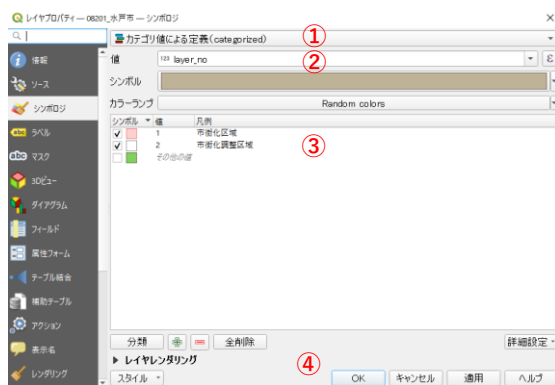 レイヤプロパティ — 08201_水戸市 — シンボロジ
カテゴリ値による定義(categorized)
①
情報
値
123 layer_no
②
ε
ソース
シンボル
シンボロジ
カラーランプ
Random colors
シンボル 値 凡例
abc ラベル
1 市街化区域
③
abc マスク
2 市街化調整区域
その他の値
3Dビュー
ダイアグラム
フィールド
属性フォーム
テーブル結合
補助テーブル
アクション
分類
全削除
詳細設定
表示名
レイヤレンダリング
④
レンダリング
スタイル
OK
キャンセル
適用
ヘルプ